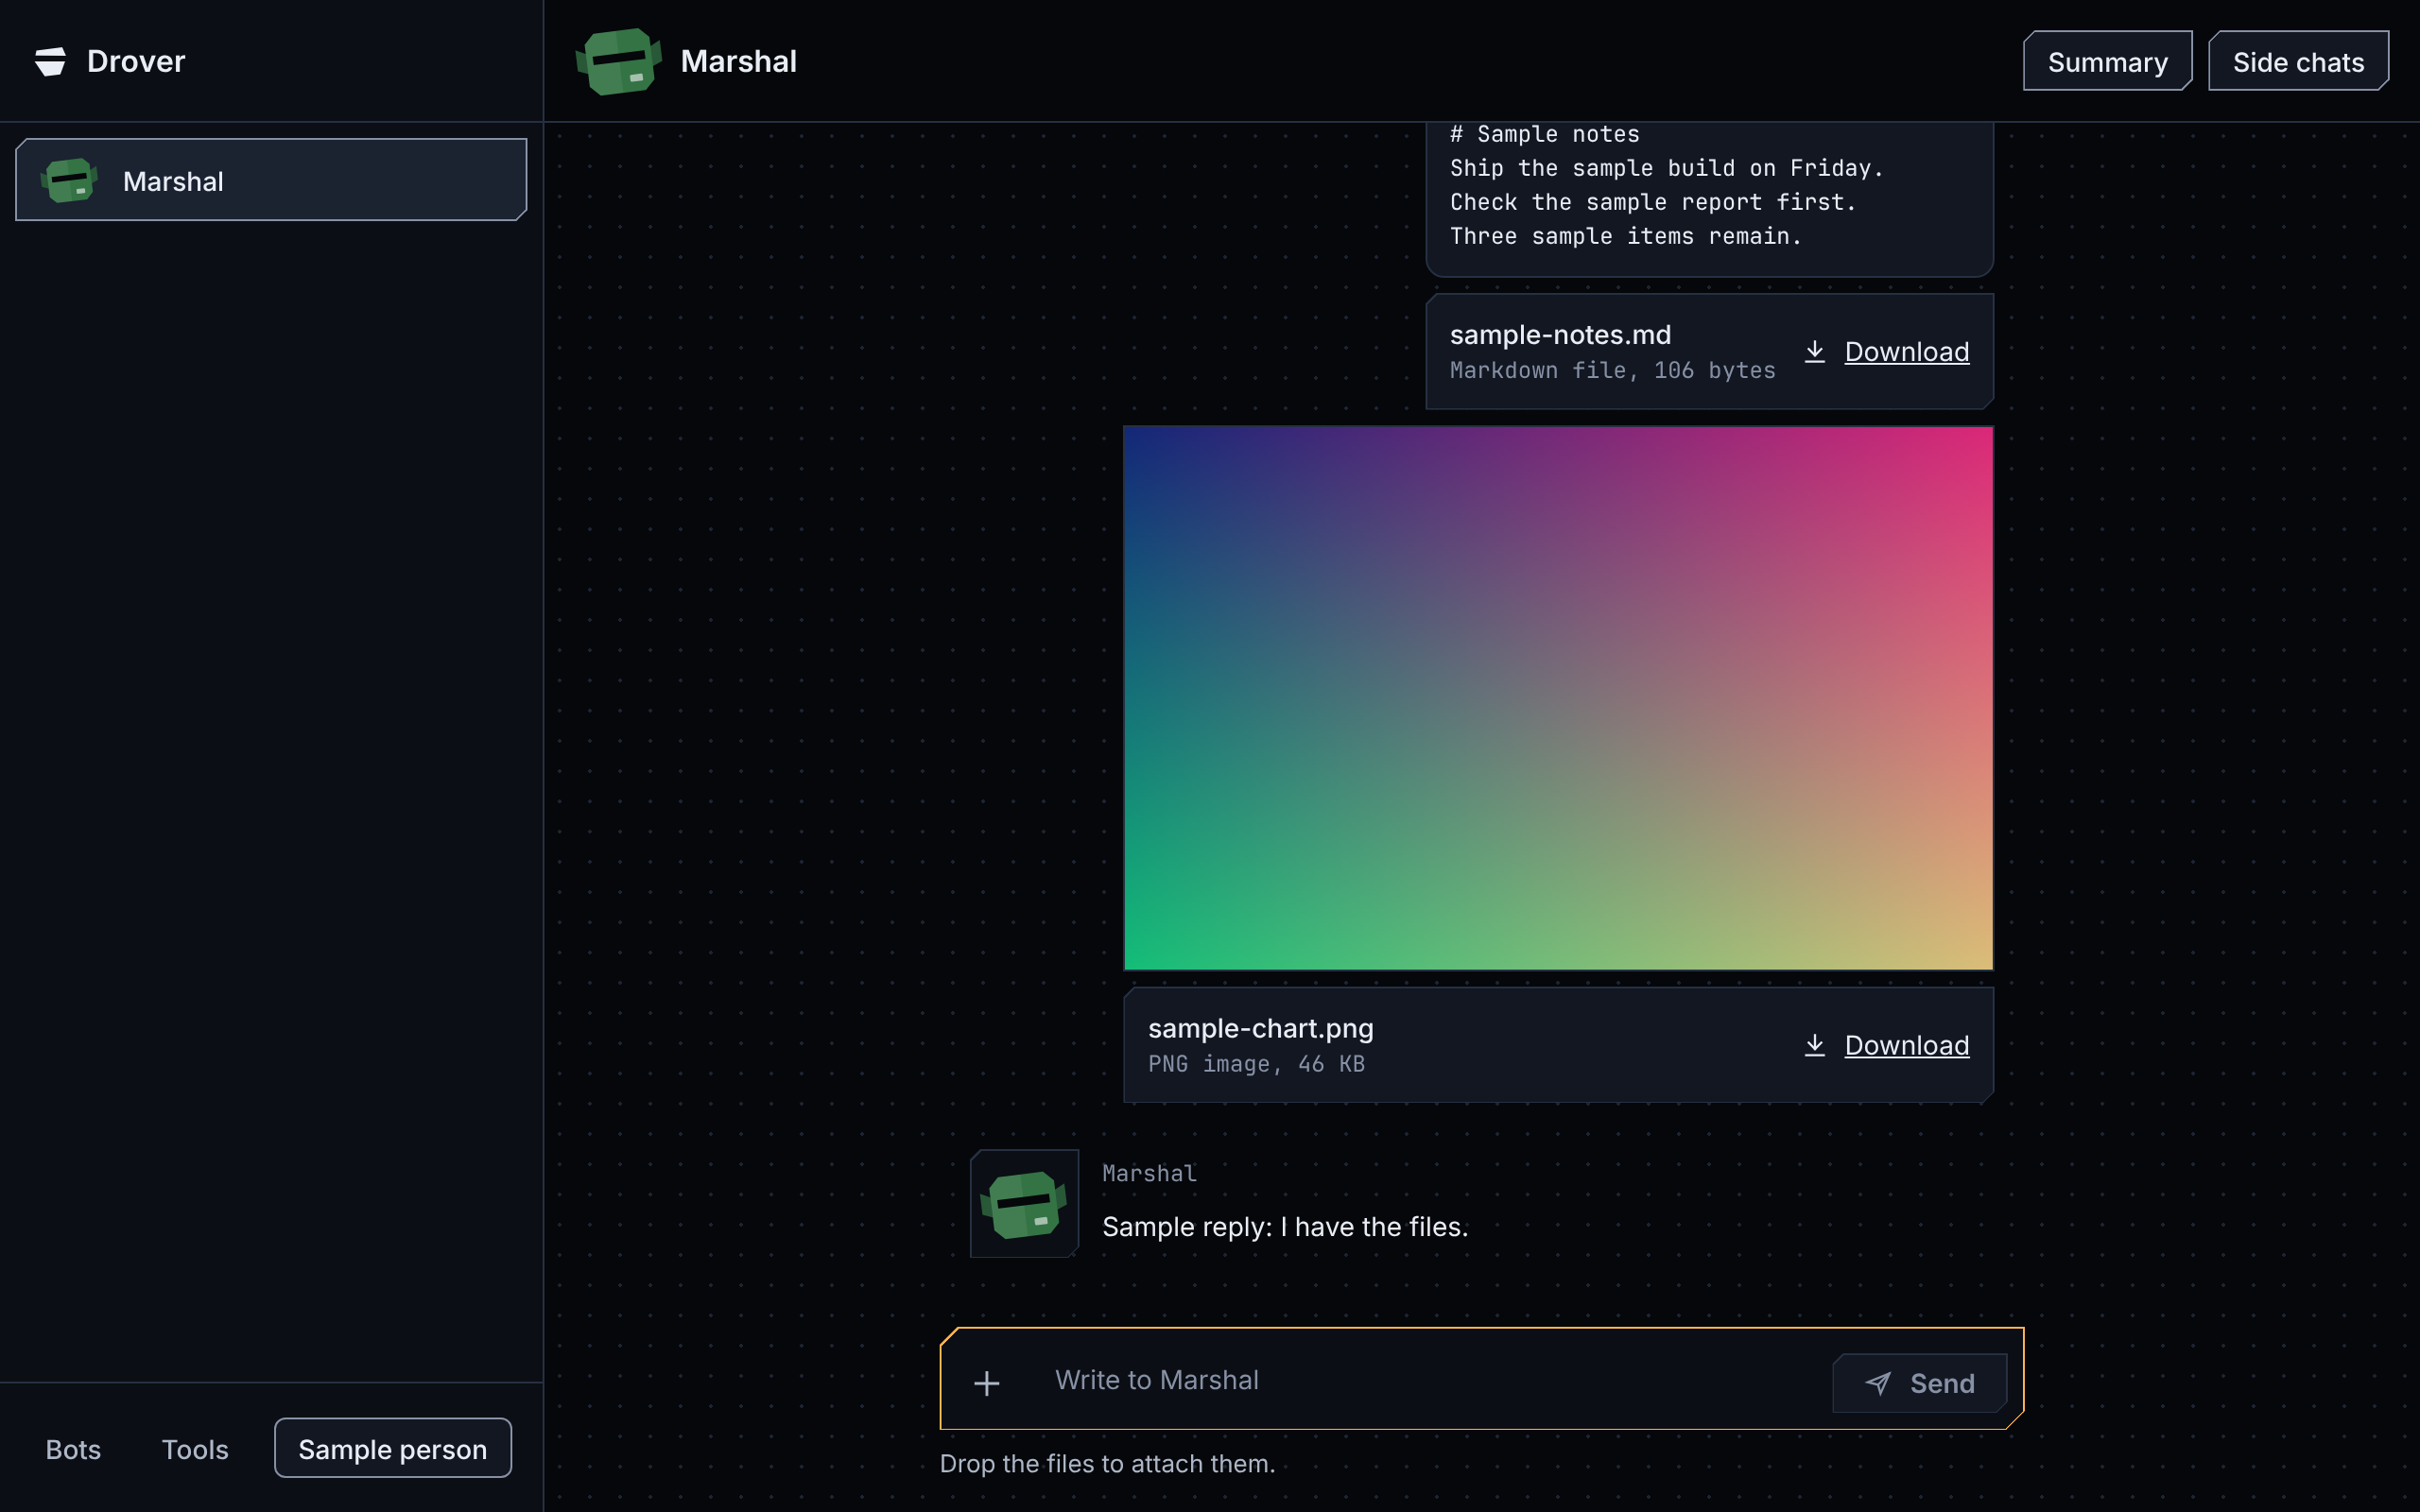 Drover
Marshal
Summary
Side chats
Marshal
# Sample notes
Ship the sample build on Friday.
Check the sample report first.
Three sample items remain.
sample-notes.md
Markdown file, 106 bytes
Download
sample-chart.png
PNG image, 46 KB
Download
Marshal
Sample reply: I have the files.
Write to Marshal
Send
Drop the files to attach them.
Bots
Tools
Sample person